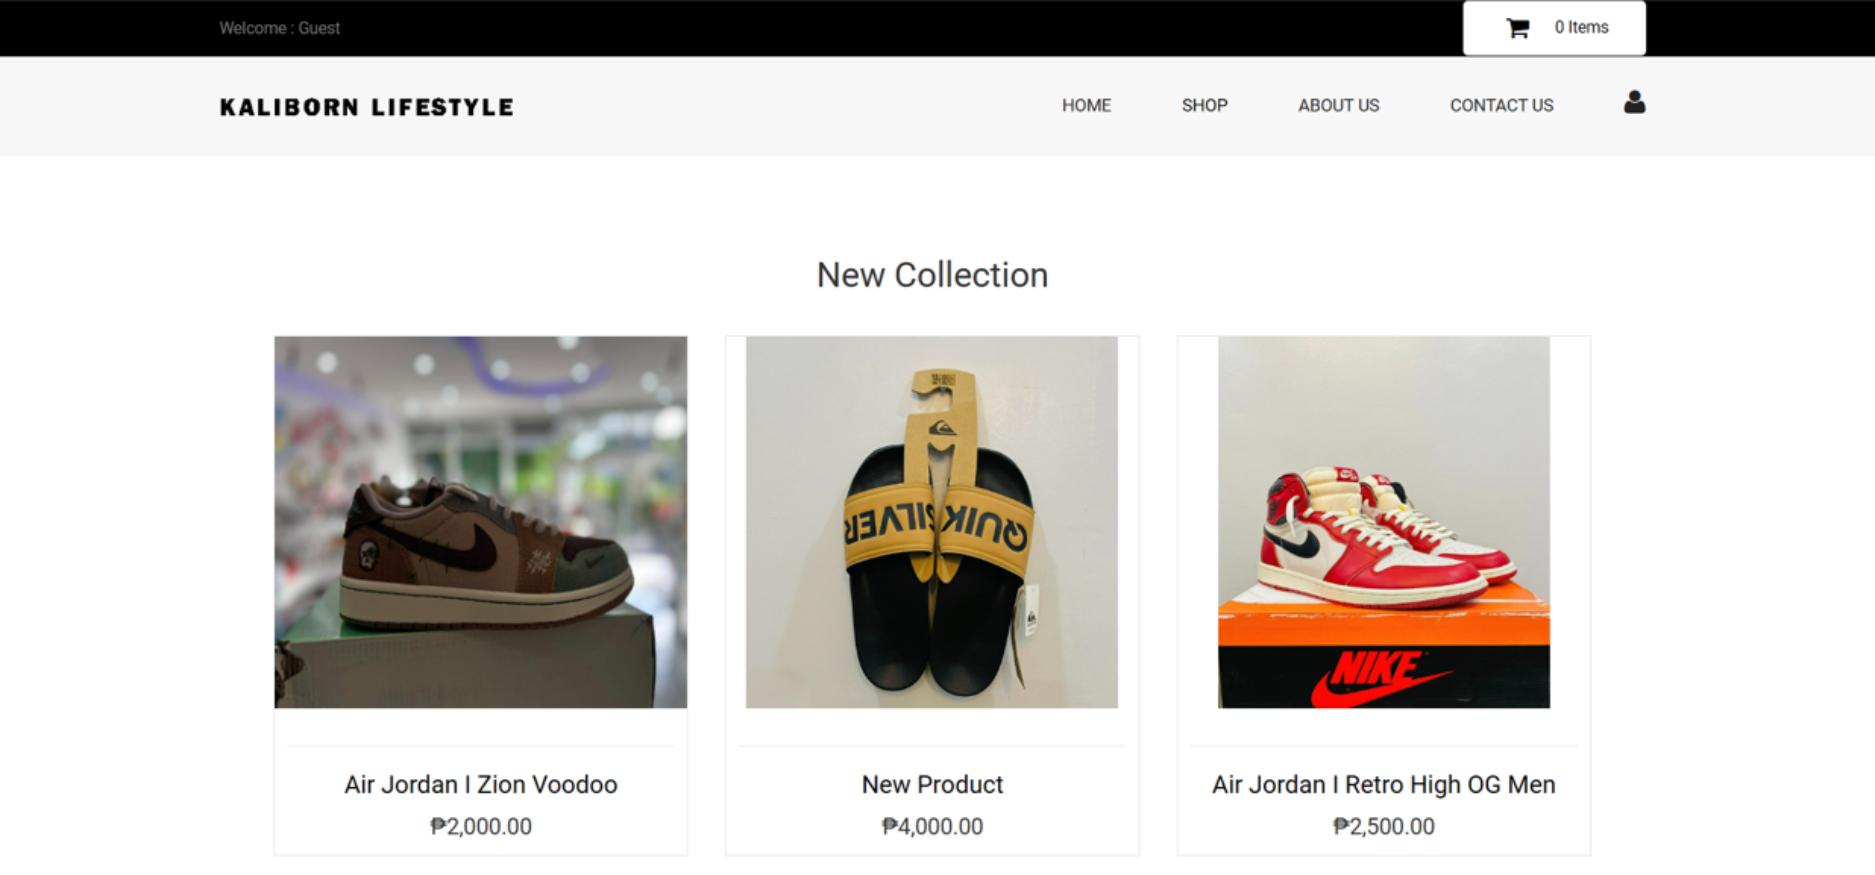 Welcome : Guest
0 Items
KALIBORN LIFESTYLE
HOME SHOP ABOUT US CONTACT US
New Collection
QUIKSILVER
NIKE
Air Jordan I Zion Voodoo
₱2,000.00
New Product
₱4,000.00
Air Jordan I Retro High OG Men
₱2,500.00